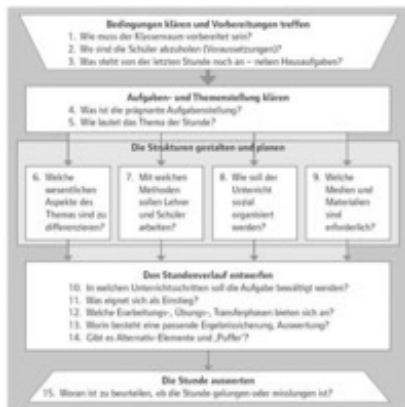 Bedingungen klären und Vorbereitungen treffen
1. Wie muss der Klassenraum vorbereitet sein?
2. Wo sind die Schüler abzuholen (Voraussetzungen)?
3. Was steht von der letzten Stunde noch an – neben Hausaufgaben?
Aufgaben- und Themenstellung klären
4. Was ist die prägnante Aufgabenstellung?
5. Wie lautet das Thema der Stunde?
Die Strukturen gestalten und planen
6. Welche
wesentlichen
Aspekte des
Themas sind zu
differenzieren?
7. Mit welchen
Methoden
sollen Lehrer
und Schüler
arbeiten?
8. Wie soll der
Unterricht
sozial
organisiert
werden?
9. Welche
Medien und
Materialien
sind
erforderlich?
Den Stundenverlauf entwerfen
10. In welchen Unterrichtsschritten soll die Aufgabe bewältigt werden?
11. Was eignet sich als Einstieg?
12. Welche Erarbeitungs-, Übungs-, Transferphasen bieten sich an?
13. Worin besteht eine passende Ergebnissicherung, Auswertung?
14. Gibt es Alternativ-Elemente und ‚Puffer'?
Die Stunde auswerten
15. Woran ist zu beurteilen, ob die Stunde gelungen oder misslungen ist?